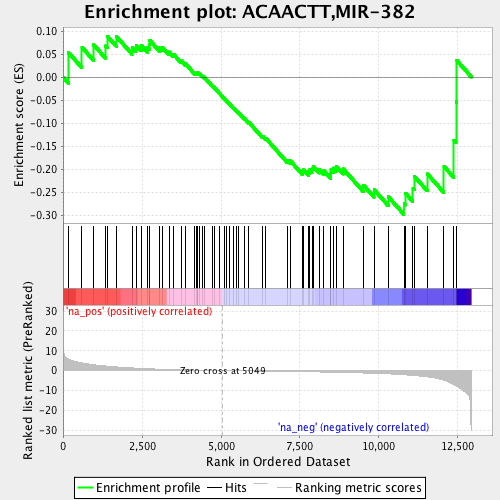 Enrichment plot: ACAACTT,MIR-382
Enrichment score (ES)
0.10
0.05
0.00
-0.05
-0.10
-0.15
-0.20
-0.25
-0.30
'na_pos' (positively correlated)
Ranked list metric (PreRanked)
30
20
10
0
-10
-20
-30
Zero cross at 5049
'na_neg' (negatively correlated)
0
2,500
5,000
7,500
10,000
12,500
Rank in Ordered Dataset
Enrichment profile
Hits
Ranking metric scores